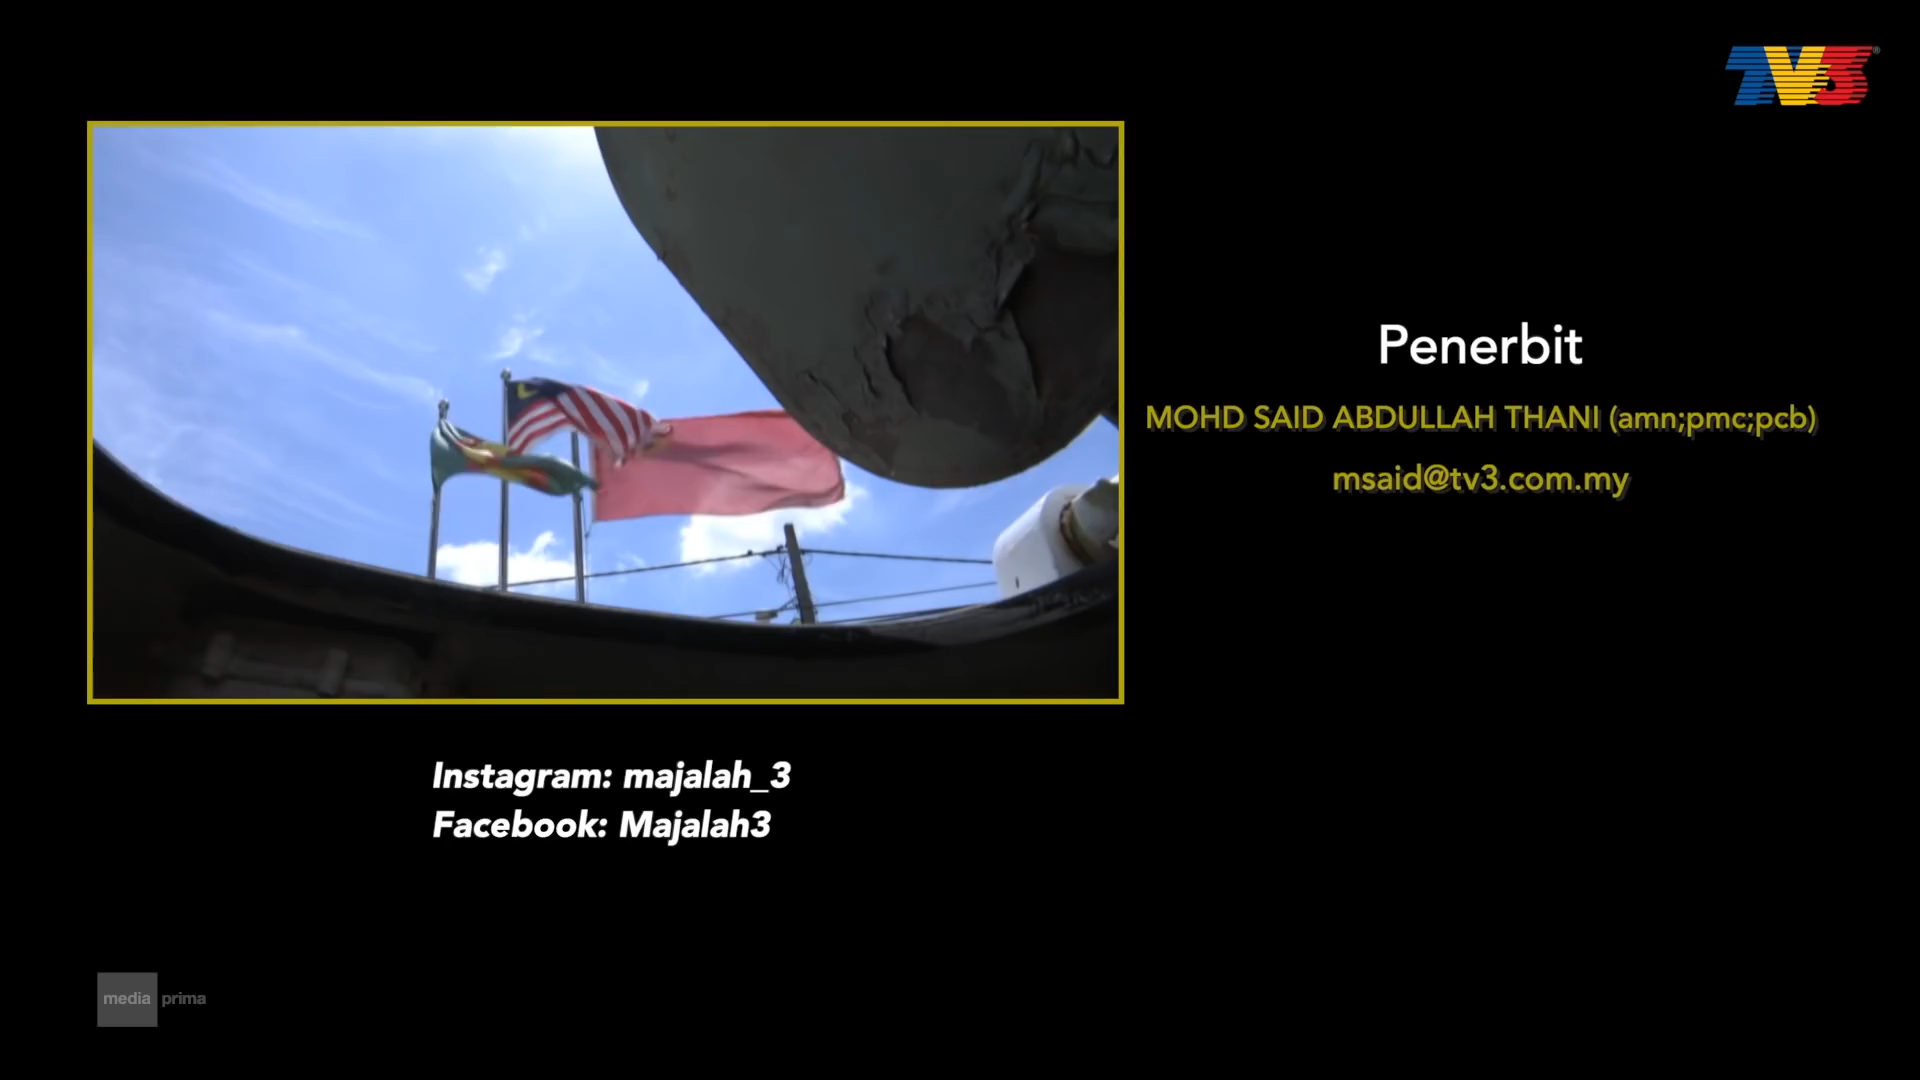 TV3
Penerbit
MOHD SAID ABDULLAH THANI (amn;pmc;pcb)
msaid@tv3.com.my
Instagram: majalah_3
Facebook: Majalah3
media prima